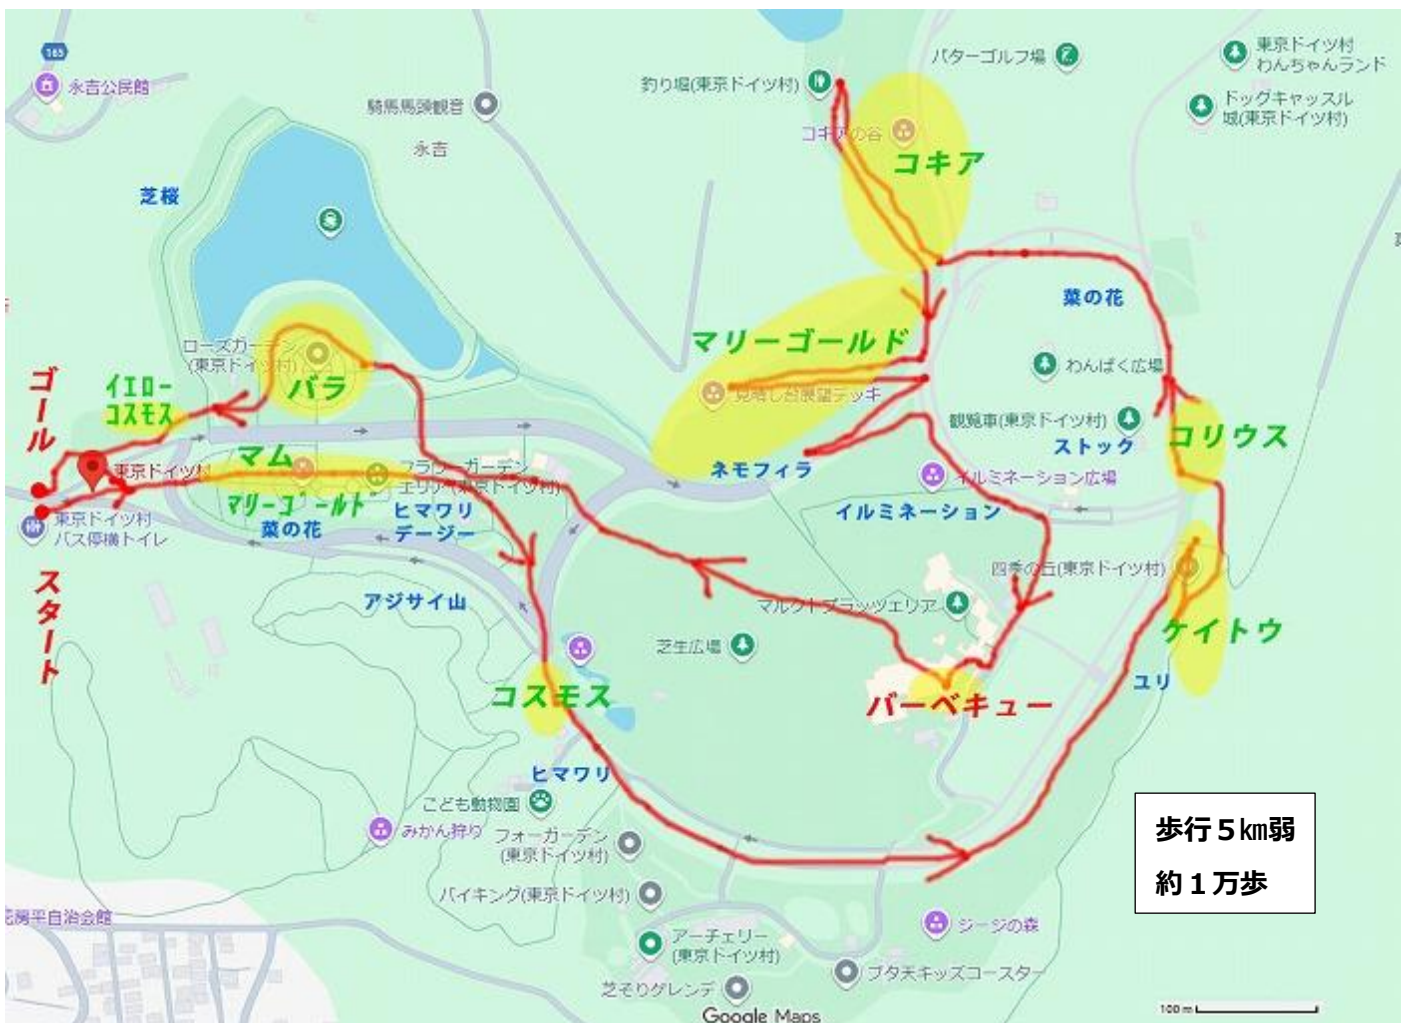 165
永吉公民館
騎馬馬頭観音
永吉
釣り堀(東京ドイツ村)
パターゴルフ場
東京ドイツ村
わんちゃんランド
ドッグキャッスル
城(東京ドイツ村)
コキアの谷
コキア
芝桜
菜の花
マリーゴールド
わんぱく広場
見晴し台展望デッキ
ローズガーデン
(東京ドイツ村)
バラ
ゴール
イエロー
コスモス
観覧車(東京ドイツ村)
ストック
コリウス
マム
東京ドイツ村
フラワーガーデン
エリア(東京ドイツ村)
ネモフィラ
イルミネーション広場
マリーゴールド
菜の花
ヒマワリ
デージー
イルミネーション
東京ドイツ村
バス停横トイレ
スタート
四季の丘(東京ドイツ村)
アジサイ山
マルクトプラッツエリア
芝生広場
ケイトウ
ユリ
コスモス
バーベキュー
ヒマワリ
こども動物園
みかん狩り
フォーガーデン
(東京ドイツ村)
歩行5㎞弱
約1万歩
バイキング(東京ドイツ村)
ジージの森
アーチェリー
(東京ドイツ村)
ブタ天キッズコースター
芝そりゲレンデ
Google Maps
100 m